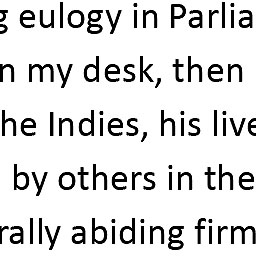 g eulogy in Parlia
n my desk, then
he Indies, his live
by others in the
rally abiding firm